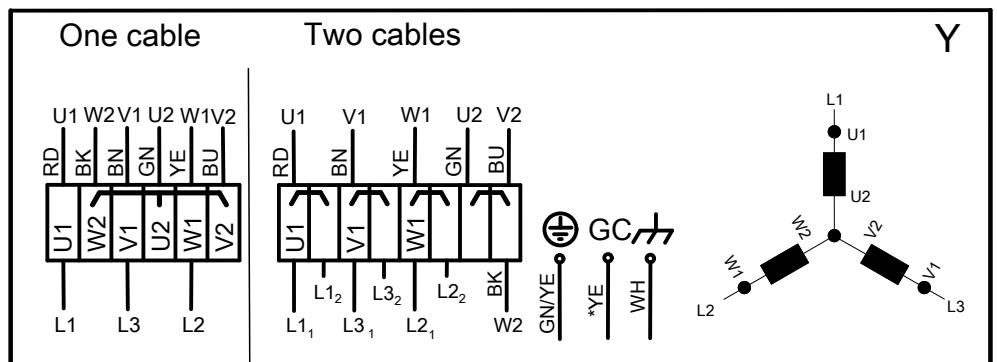 One cable Two cables Y
U1 W2 V1 U2 W1 V2
RD BK BN GN YE BU
U1 W2 V1 U2 W1 V2
L1 L3 L2
U1 V1 W1 U2 V2
RD BN YE GN BU
U1 V1 W1
L1₂ L3₂ L2₂ BK
L1₁ L3₁ L2₁ W2
GC
GN/YE *YE WH
L1
U1
U2
W2 V2
W1 V1
L2 L3